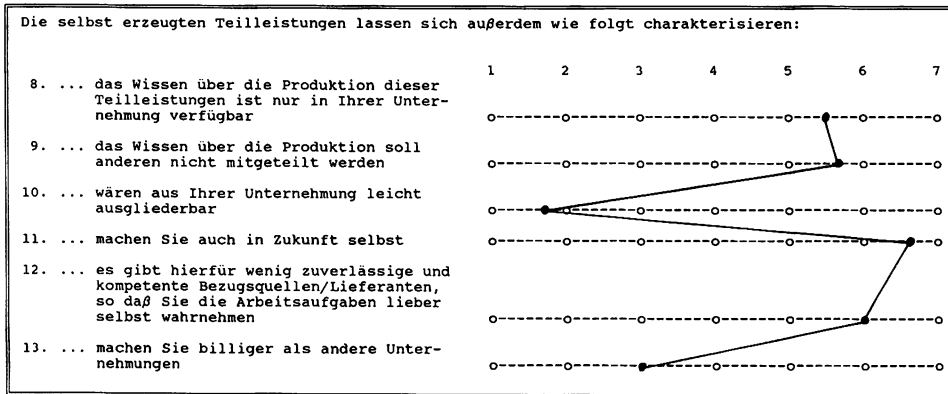 Die selbst erzeugten Teilleistungen lassen sich außerdem wie folgt charakterisieren:
1 2 3 4 5 6 7
8. ... das Wissen über die Produktion dieser
Teilleistungen ist nur in Ihrer Unter-
nehmung verfügbar
9. ... das Wissen über die Produktion soll
anderen nicht mitgeteilt werden
10. ... wären aus Ihrer Unternehmung leicht
ausgliederbar
11. ... machen Sie auch in Zukunft selbst
12. ... es gibt hierfür wenig zuverlässige und
kompetente Bezugsquellen/Lieferanten,
so daß Sie die Arbeitsaufgaben lieber
selbst wahrnehmen
13. ... machen Sie billiger als andere Unter-
nehmungen